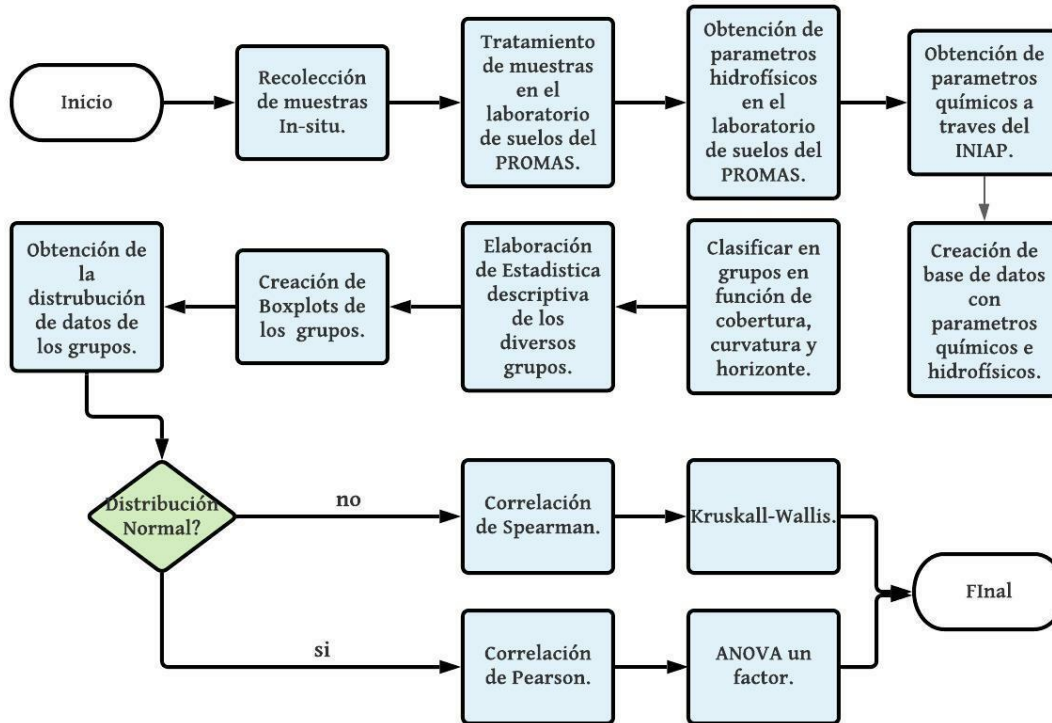 Inicio
Recolección
de muestras
In-situ.
Tratamiento
de muestras
en el
laboratorio
de suelos del
PROMAS.
Obtención de
parametros
hidrofísicos
en el
laboratorio
de suelos del
PROMAS.
Obtención de
parametros
químicos a
traves del
INIAP.
Creación de
base de datos
con
parametros
químicos e
hidrofísicos.
Clasificar en
grupos en
función de
cobertura,
curvatura y
horizonte.
Elaboración
de Estadistica
descriptiva
de los
diversos
grupos.
Creación de
Boxplots de
los grupos.
Obtención de
la
distrubución
de datos de
los grupos.
Distribución
Normal?
no
Correlación
de Spearman.
Kruskall-Wallis.
si
Correlación
de Pearson.
ANOVA un
factor.
FInal